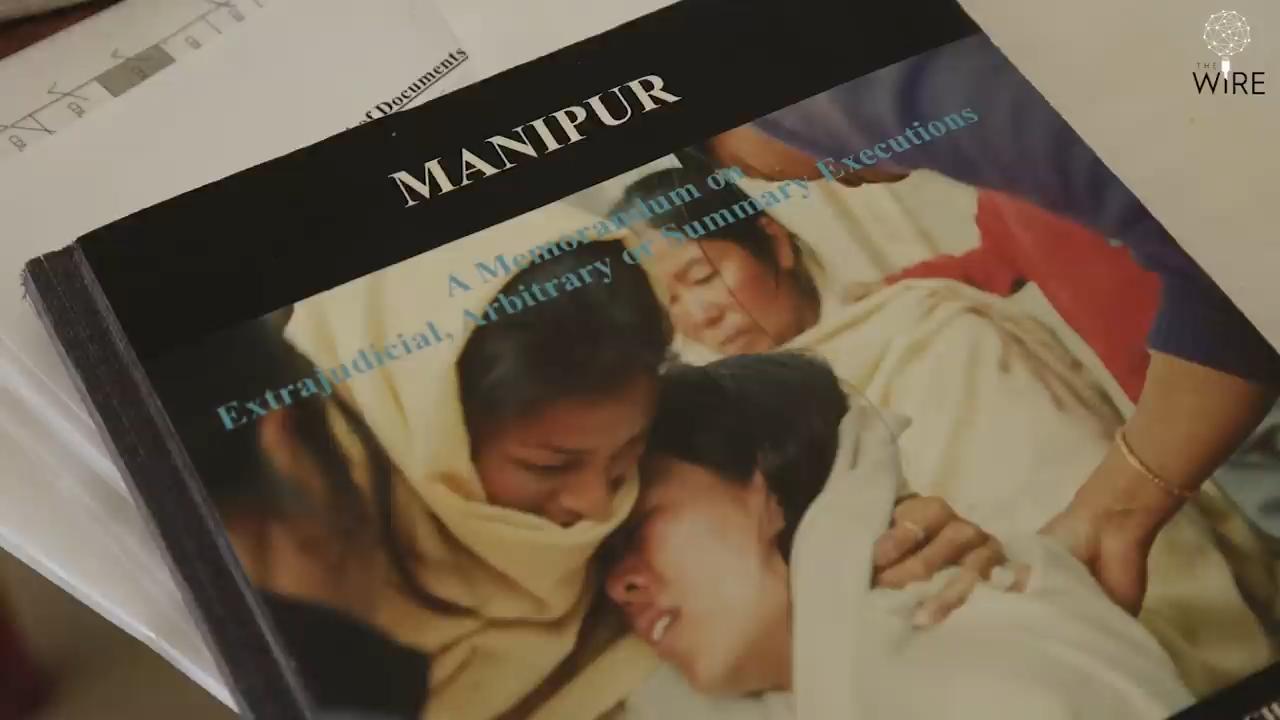 THE
WiRE
of Documents
MANIPUR
A Memorandum on
Extrajudicial, Arbitrary or Summary Executions